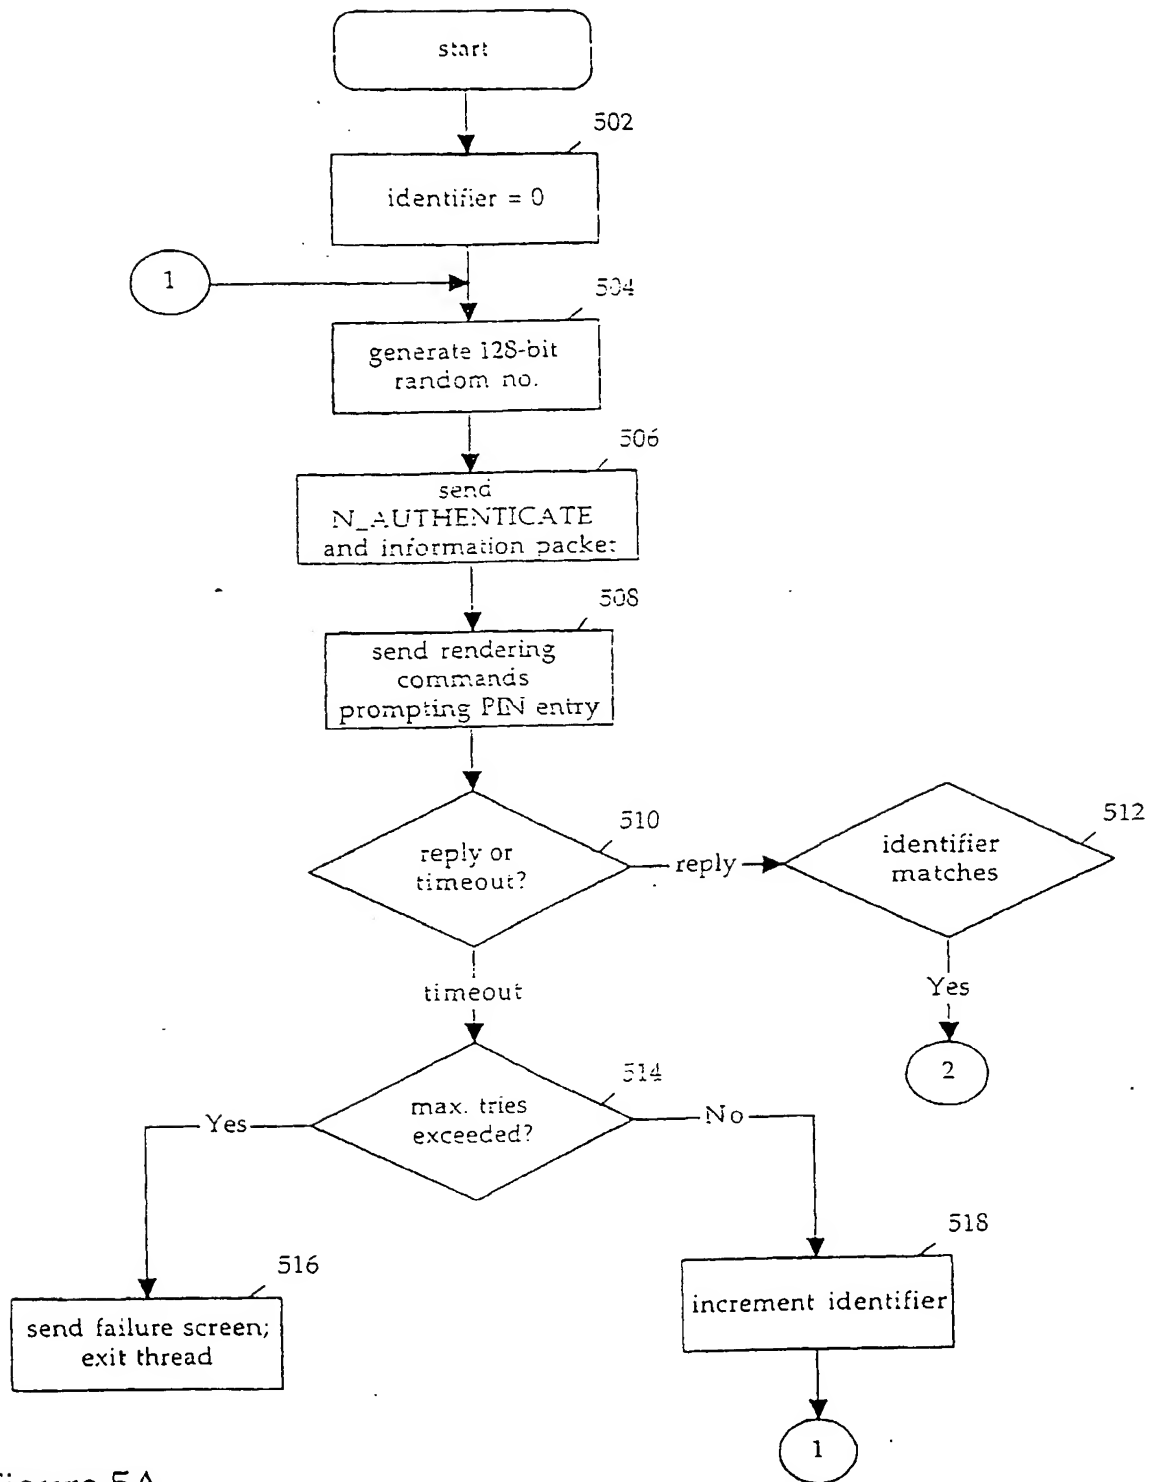 start
502
identifier = 0
1
504
generate 128-bit
random no.
506
send
N_AUTHENTICATE
and information packet
508
send rendering
commands
prompting PIN entry
510
reply or
timeout?
reply
512
identifier
matches
timeout
Yes
2
514
max. tries
exceeded?
Yes
No
516
send failure screen;
exit thread
518
increment identifier
1
Figure 5A